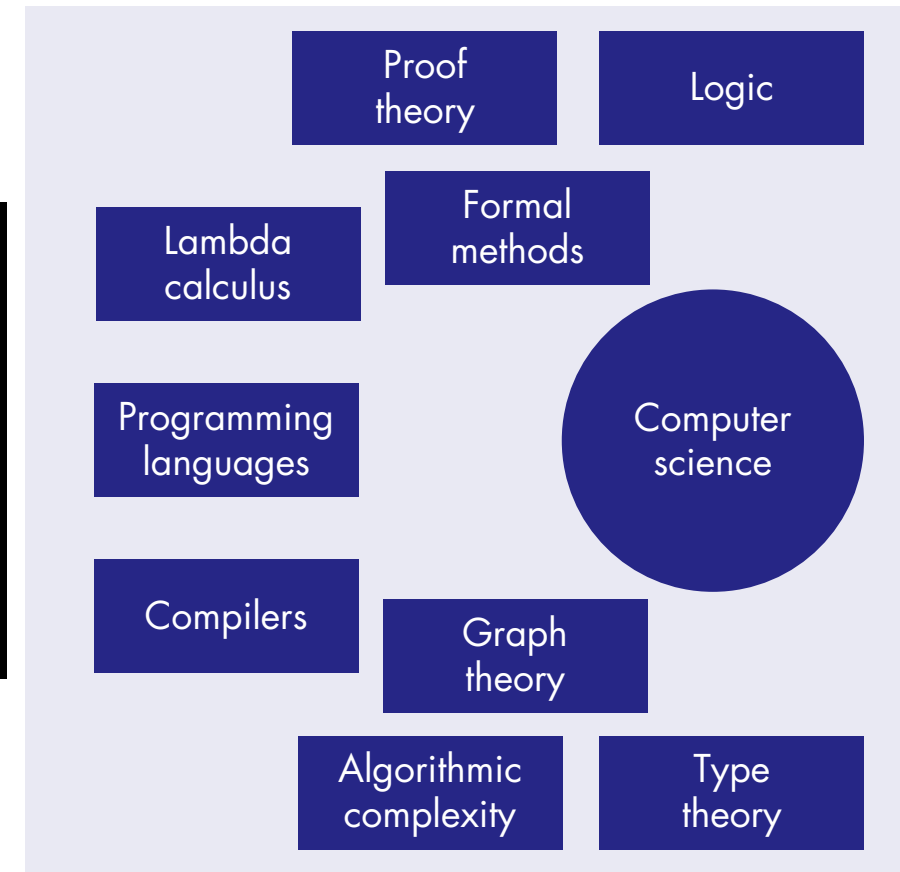 Proof
theory
Logic
Formal
methods
Lambda
calculus
Programming
languages
Computer
science
Compilers
Graph
theory
Algorithmic
complexity
Type
theory